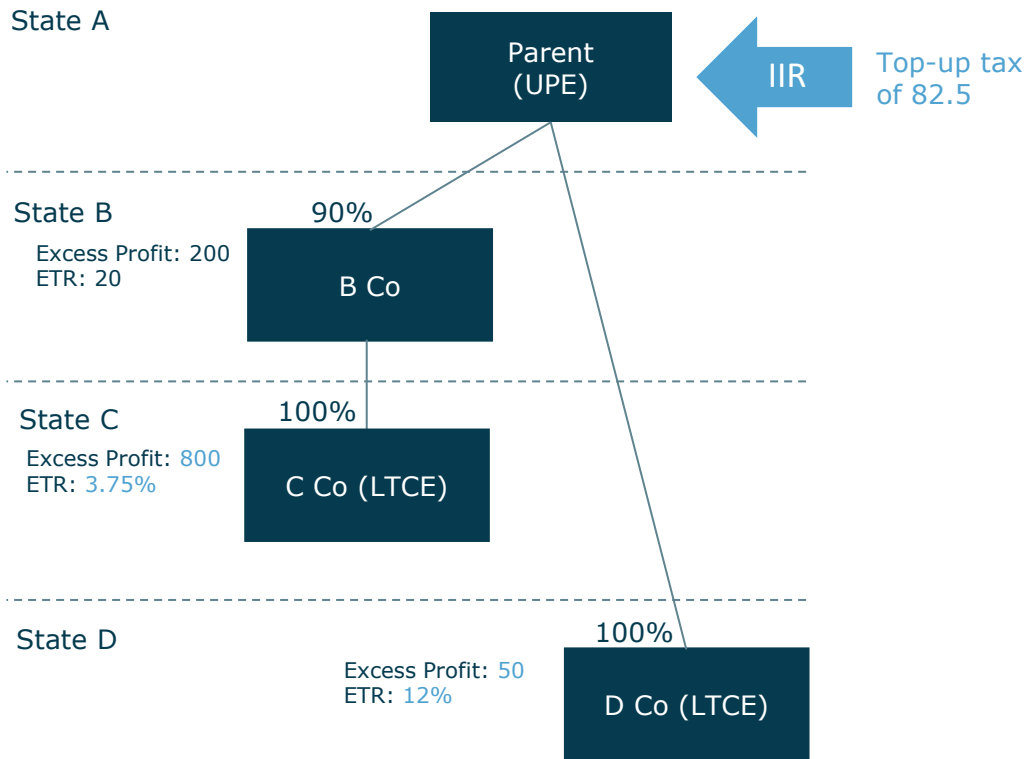 State A
Parent
(UPE)
IIR
Top-up tax
of 82.5
State B
90%
Excess Profit: 200
ETR: 20
B Co
State C
100%
Excess Profit: 800
ETR: 3.75%
C Co (LTCE)
State D
100%
Excess Profit: 50
ETR: 12%
D Co (LTCE)